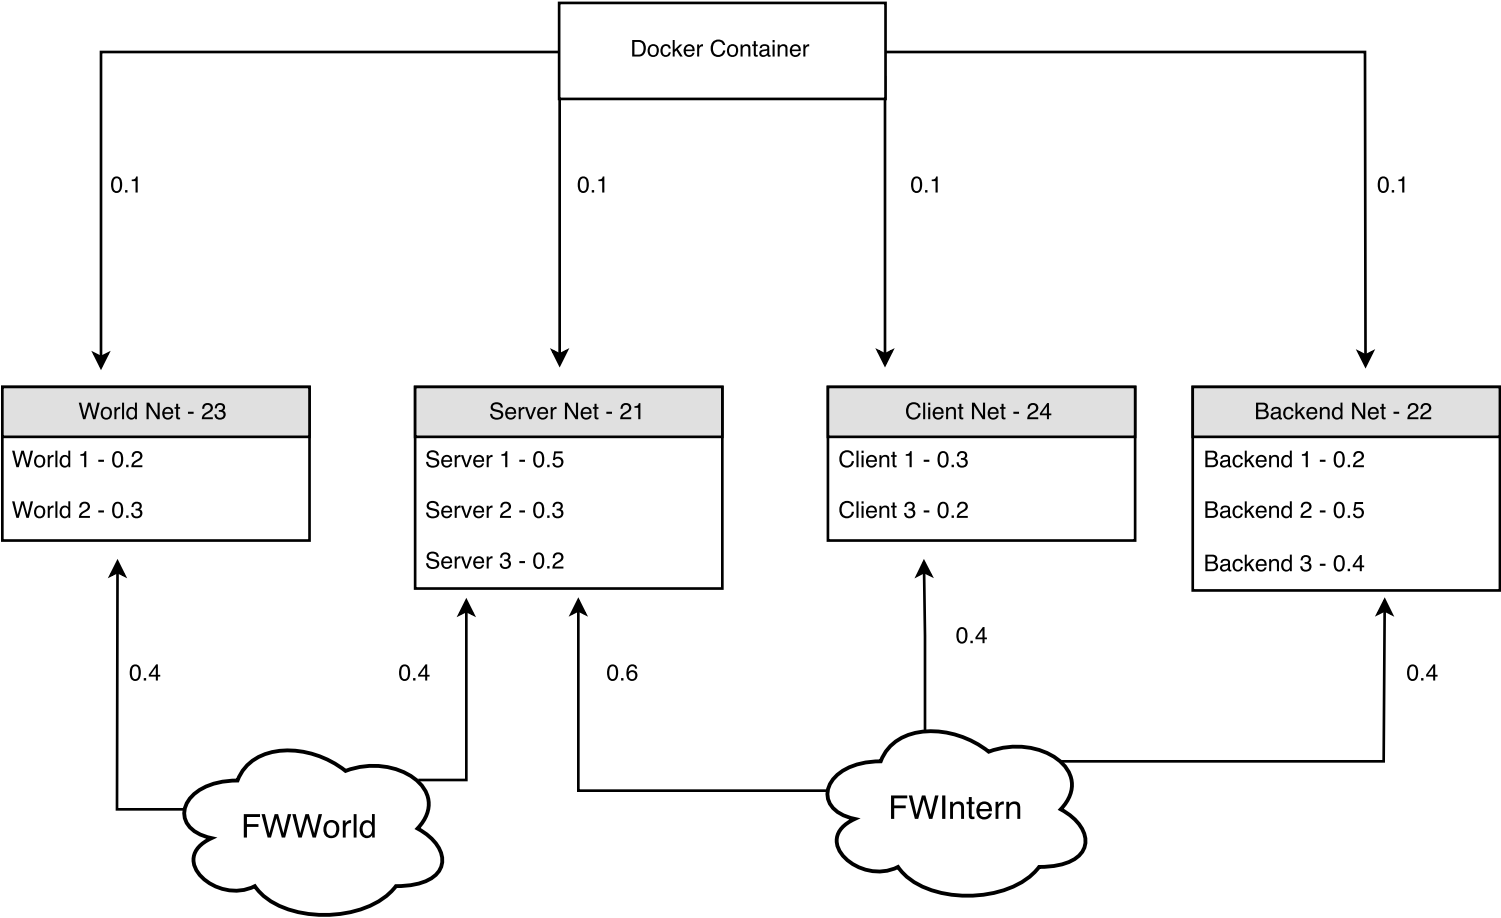 Docker Container
0.1
0.1
0.1
0.1
World Net - 23
World 1 - 0.2
World 2 - 0.3
Server Net - 21
Server 1 - 0.5
Server 2 - 0.3
Server 3 - 0.2
Client Net - 24
Client 1 - 0.3
Client 3 - 0.2
Backend Net - 22
Backend 1 - 0.2
Backend 2 - 0.5
Backend 3 - 0.4
0.4
0.4
0.6
0.4
0.4
FWWorld
FWIntern